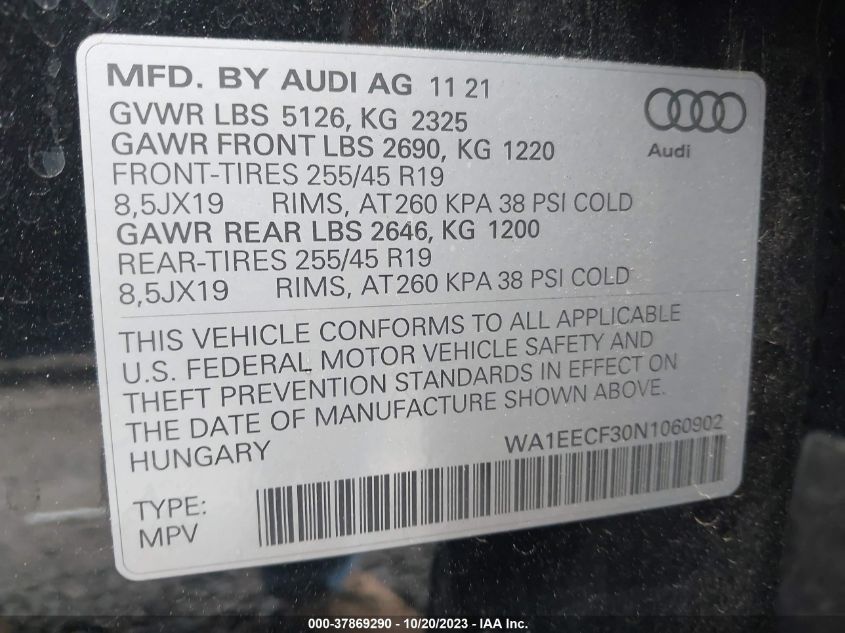 MFD. BY AUDI AG 11 21
GVWR LBS 5126, KG 2325
GAWR FRONT LBS 2690, KG 1220
FRONT-TIRES 255/45 R19
8,5JX19 RIMS, AT 260 KPA 38 PSI COLD
GAWR REAR LBS 2646, KG 1200
REAR-TIRES 255/45 R19
8,5JX19 RIMS, AT 260 KPA 38 PSI COLD
Audi
THIS VEHICLE CONFORMS TO ALL APPLICABLE
U.S. FEDERAL MOTOR VEHICLE SAFETY AND
THEFT PREVENTION STANDARDS IN EFFECT ON
THE DATE OF MANUFACTURE SHOWN ABOVE.
HUNGARY
WA1EECF30N1060902
TYPE:
MPV
000-37869290 - 10/20/2023 - IAA Inc.